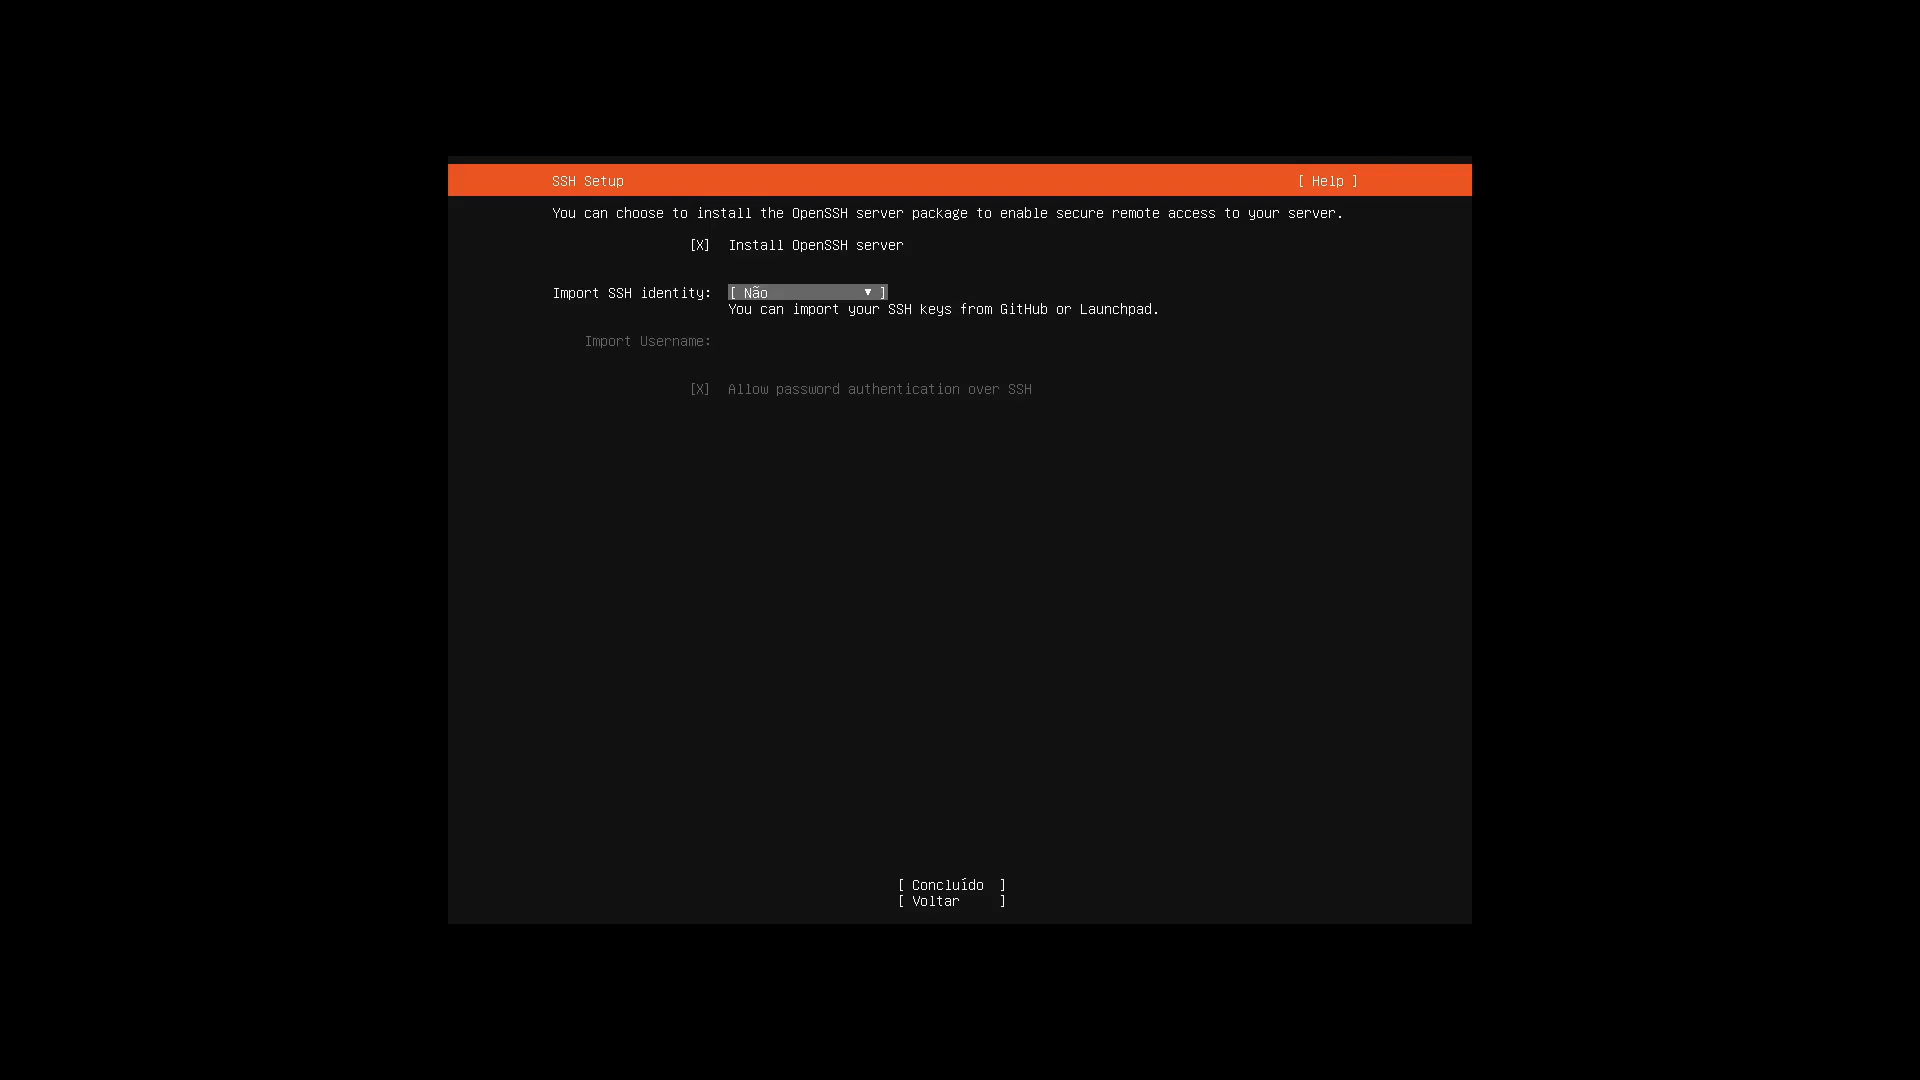 SSH Setup [ Help ]
You can choose to install the OpenSSH server package to enable secure remote access to your server.
[X] Install OpenSSH server
Import SSH identity: [ Não ▼ ]
You can import your SSH keys from GitHub or Launchpad.
Import Username:
[X] Allow password authentication over SSH
[ Concluído ]
[ Voltar ]